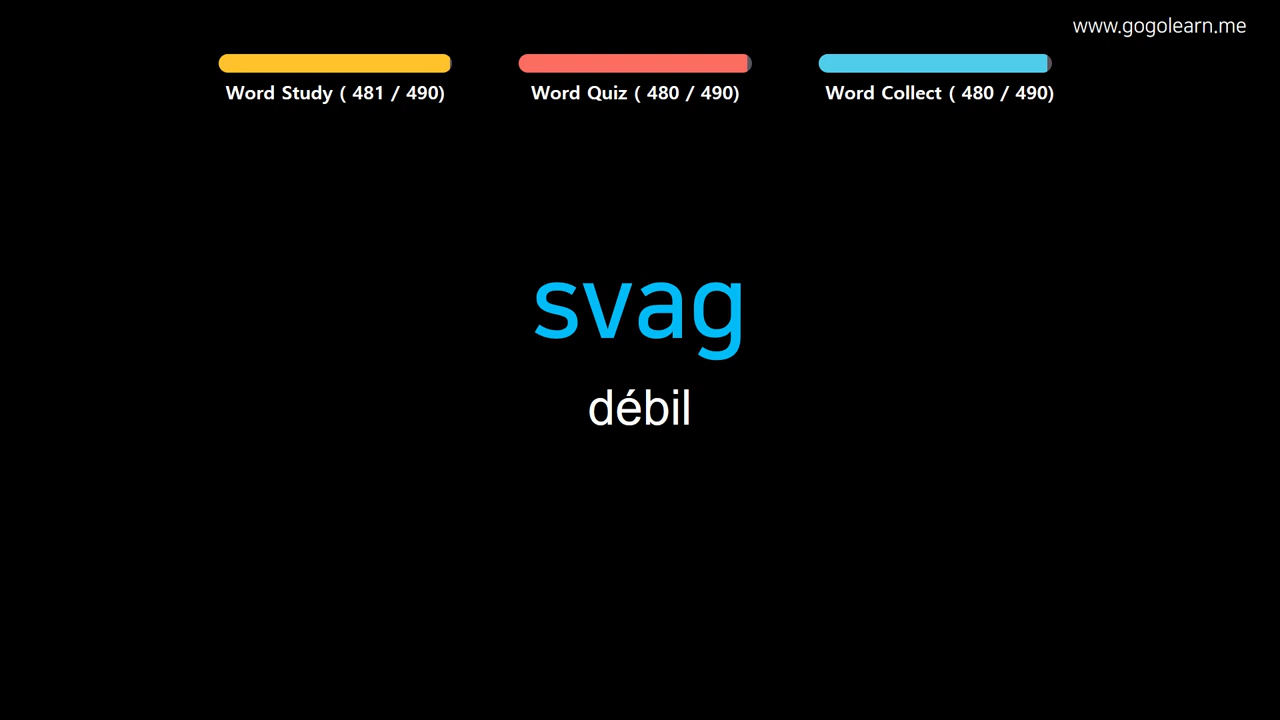 www.gogolearn.me
Word Study ( 481 / 490)
Word Quiz ( 480 / 490)
Word Collect ( 480 / 490)
svag
débil